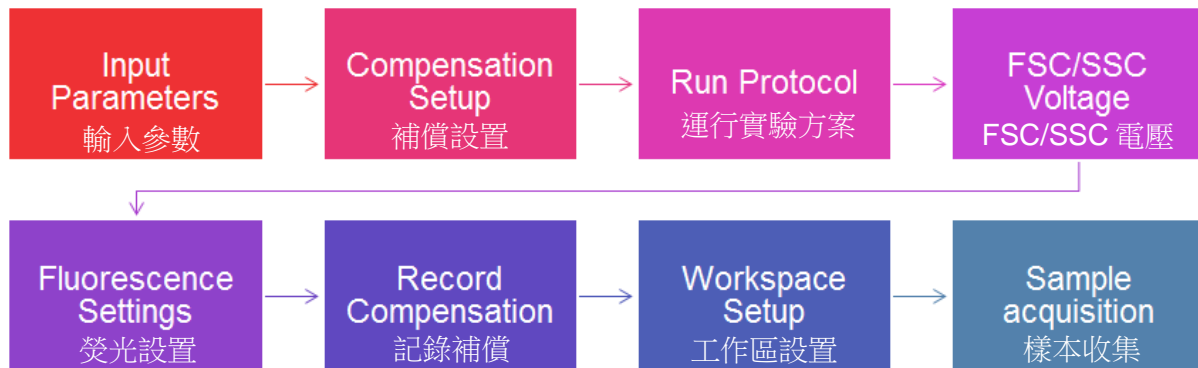 Input
Parameters
輸入參數
Compensation
Setup
補償設置
Run Protocol
運行實驗方案
FSC/SSC
Voltage
FSC/SSC 電壓
Fluorescence
Settings
熒光設置
Record
Compensation
記錄補償
Workspace
Setup
工作區設置
Sample
acquisition
樣本收集